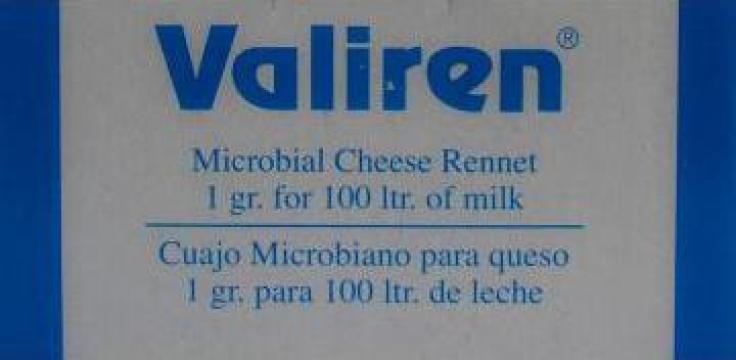 Valiren®
Microbial Cheese Rennet
1 gr. for 100 ltr. of milk
Cuajo Microbiano para queso
1 gr. para 100 ltr. de leche